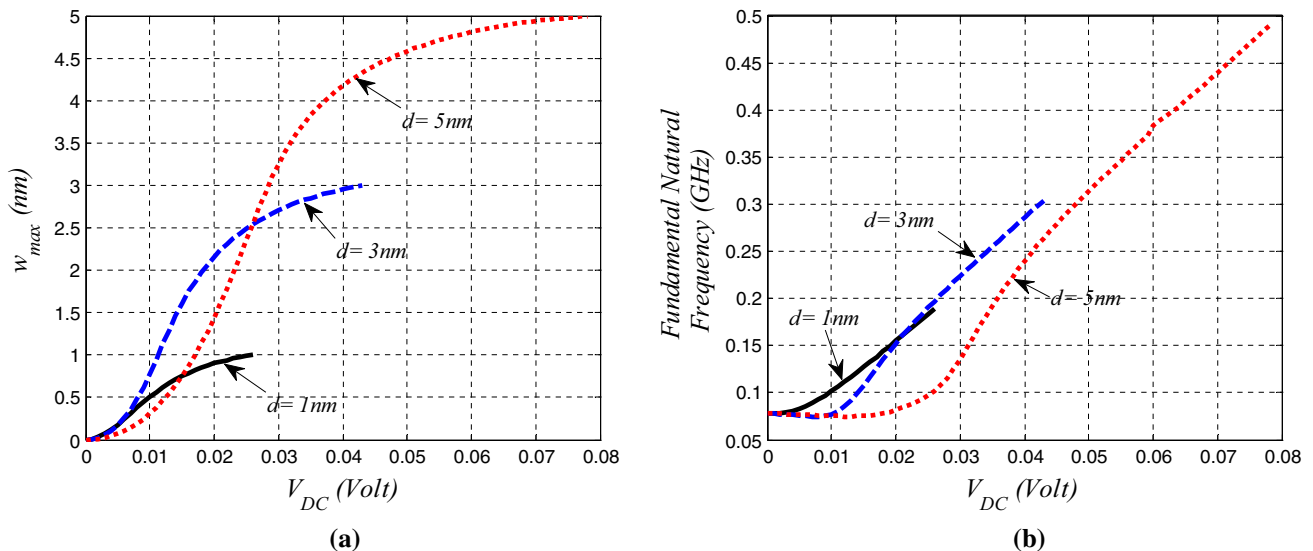 5
4.5
4
3.5
3
2.5
2
1.5
1
0.5
0
w_max (nm)
d= 5nm
d= 3nm
d= 1nm
0 0.01 0.02 0.03 0.04 0.05 0.06 0.07 0.08
V_DC (Volt)
(a)
0.5
0.45
0.4
0.35
0.3
0.25
0.2
0.15
0.1
0.05
Fundamental Natural
Frequency (GHz)
d= 3nm
d= 5nm
d= 1nm
0 0.01 0.02 0.03 0.04 0.05 0.06 0.07 0.08
V_DC (Volt)
(b)